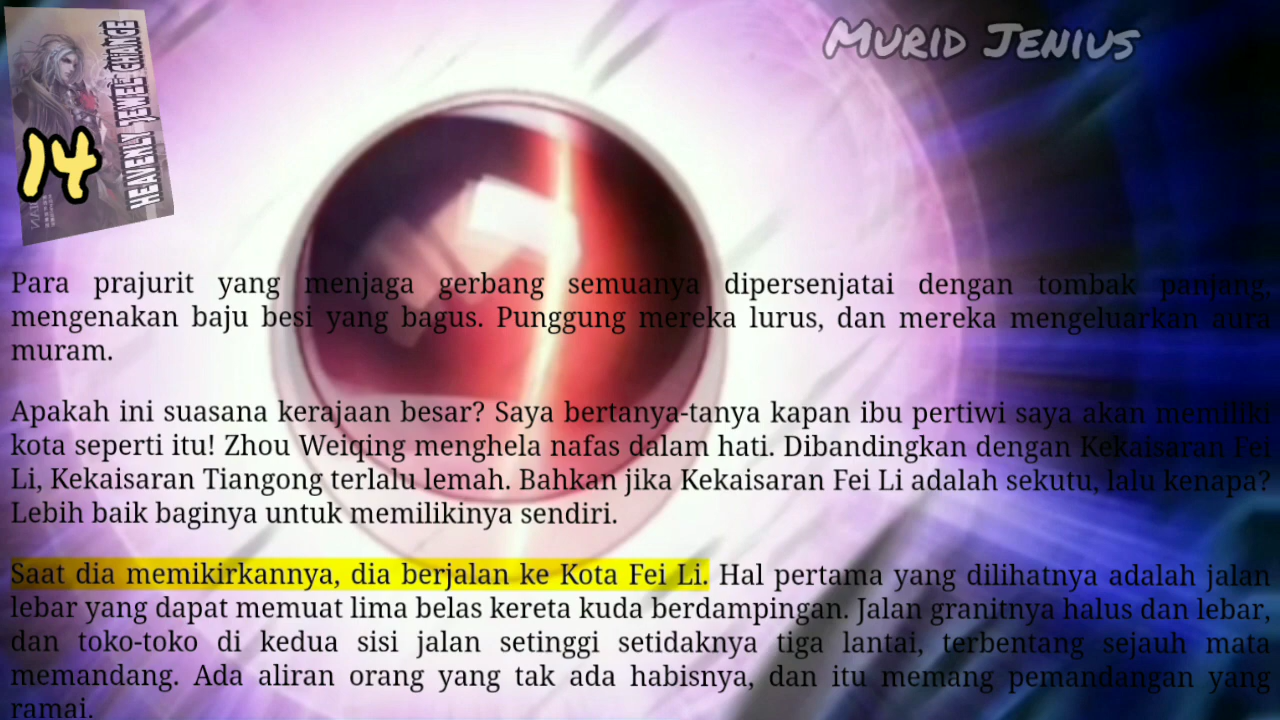 MURID JENIUS
HEAVENLY JEWEL CHANGE
14
Para prajurit yang menjaga gerbang semuanya dipersenjatai dengan tombak panjang,
mengenakan baju besi yang bagus. Punggung mereka lurus, dan mereka mengeluarkan aura
muram.
Apakah ini suasana kerajaan besar? Saya bertanya-tanya kapan ibu pertiwi saya akan memiliki
kota seperti itu! Zhou Weiqing menghela nafas dalam hati. Dibandingkan dengan Kekaisaran Fei
Li, Kekaisaran Tiangong terlalu lemah. Bahkan jika Kekaisaran Fei Li adalah sekutu, lalu kenapa?
Lebih baik baginya untuk memilikinya sendiri.
Saat dia memikirkannya, dia berjalan ke Kota Fei Li. Hal pertama yang dilihatnya adalah jalan
lebar yang dapat memuat lima belas kereta kuda berdampingan. Jalan granitnya halus dan lebar,
dan toko-toko di kedua sisi jalan setinggi setidaknya tiga lantai, terbentang sejauh mata
memandang. Ada aliran orang yang tak ada habisnya, dan itu memang pemandangan yang
ramai.